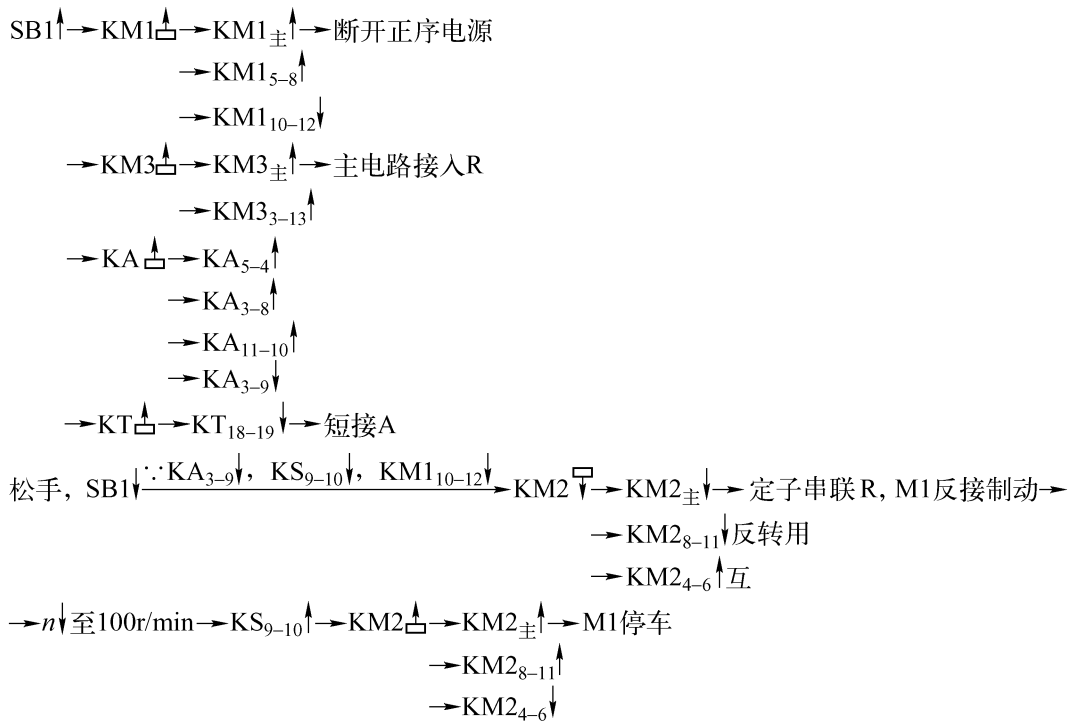 SB1↑→KM1↑→KM1主↑→断开正序电源
→KM15–8↑
→KM110–12↓
→KM3↑→KM3主↑→主电路接入R
→KM33–13↑
→KA↑→KA5–4↑
→KA3–8↑
→KA11–10↑
→KA3–9↓
→KT↑→KT18–19↓→短接A
松手，SB1↓∵KA3–9↓，KS9–10↓，KM110–12↓→KM2↓→KM2主↓→定子串联R，M1反接制动→
→KM28–11↓反转用
→KM24–6↑互
→n↓至100r/min→KS9–10↑→KM2↑→KM2主↑→M1停车
→KM28–11↑
→KM24–6↓